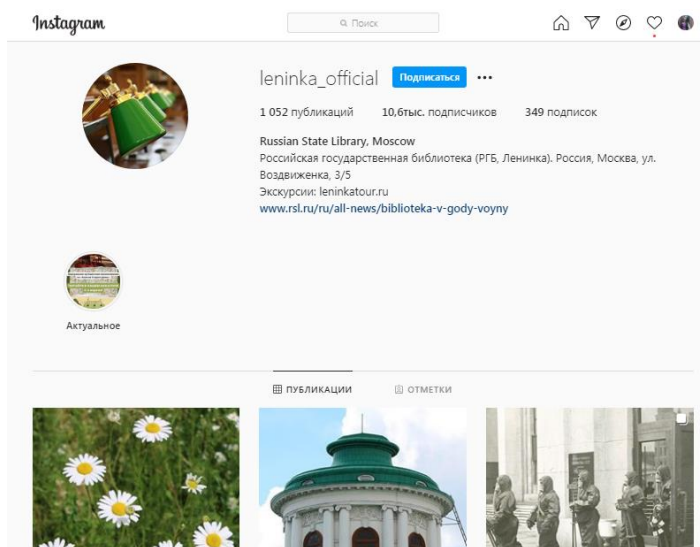 Instagram
Поиск
leninka_official Подписаться
1 052 публикаций 10,6тыс. подписчиков 349 подписок
Russian State Library, Moscow
Российская государственная библиотека (РГБ, Ленинка). Россия, Москва, ул.
Воздвиженка, 3/5
Экскурсии: leninkatour.ru
www.rsl.ru/ru/all-news/biblioteka-v-gody-voyny
Актуальное
ПУБЛИКАЦИИ ОТМЕТКИ